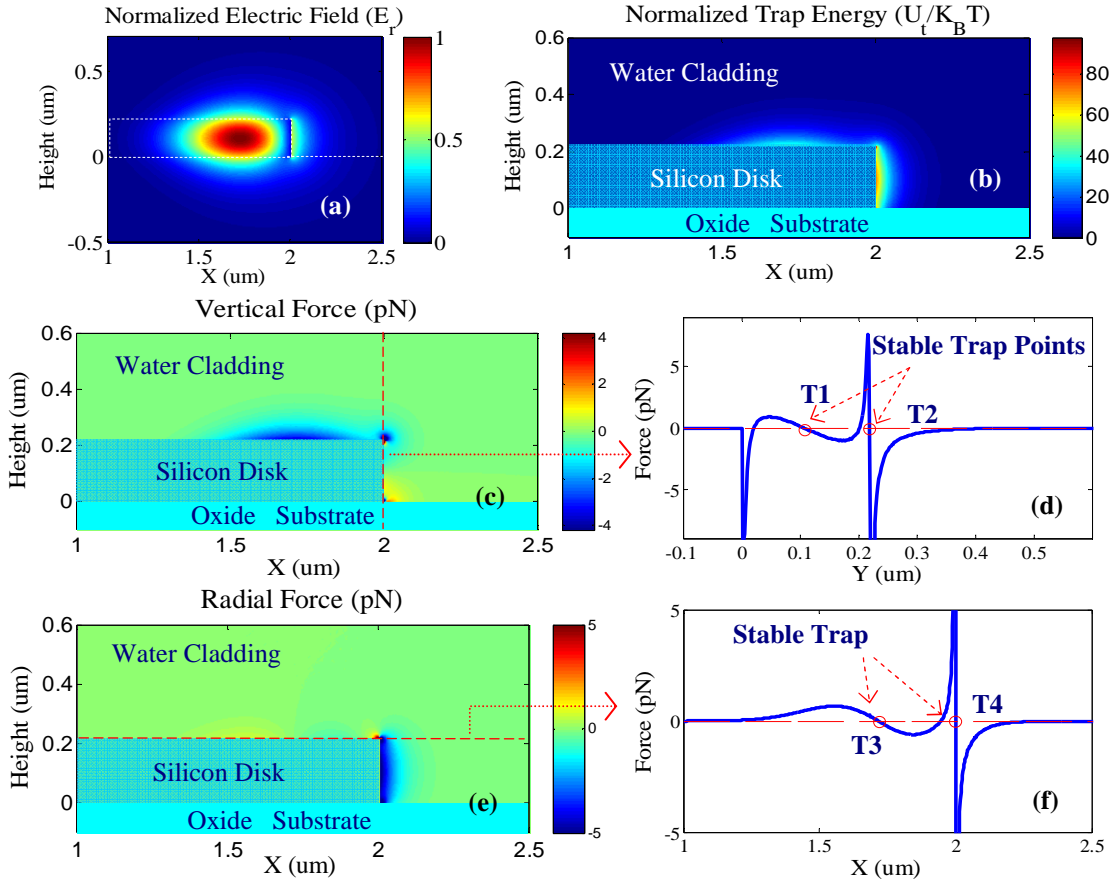 Normalized Electric Field (E_r)
1
0.5
0
Height (um)
0.5
0
-0.5
1 1.5 2 2.5
X (um)
(a)
Normalized Trap Energy (U_t/K_BT)
0.6
0.4
0.2
0
Height (um)
Water Cladding
Silicon Disk
(b)
Oxide Substrate
1 1.5 2 2.5
X (um)
80
60
40
20
0
Vertical Force (pN)
0.6
0.4
0.2
0
Height (um)
Water Cladding
Silicon Disk
(c)
Oxide Substrate
1 1.5 2 2.5
X (um)
4
2
0
-2
-4
Force (pN)
5
0
-5
Stable Trap Points
T1
T2
(d)
-0.1 0 0.1 0.2 0.3 0.4 0.5
Y (um)
Radial Force (pN)
0.6
0.4
0.2
0
Height (um)
Water Cladding
Silicon Disk
(e)
Oxide Substrate
1 1.5 2 2.5
X (um)
5
0
-5
Force (pN)
5
0
-5
Stable Trap
T3
T4
(f)
1 1.5 2 2.5
X (um)